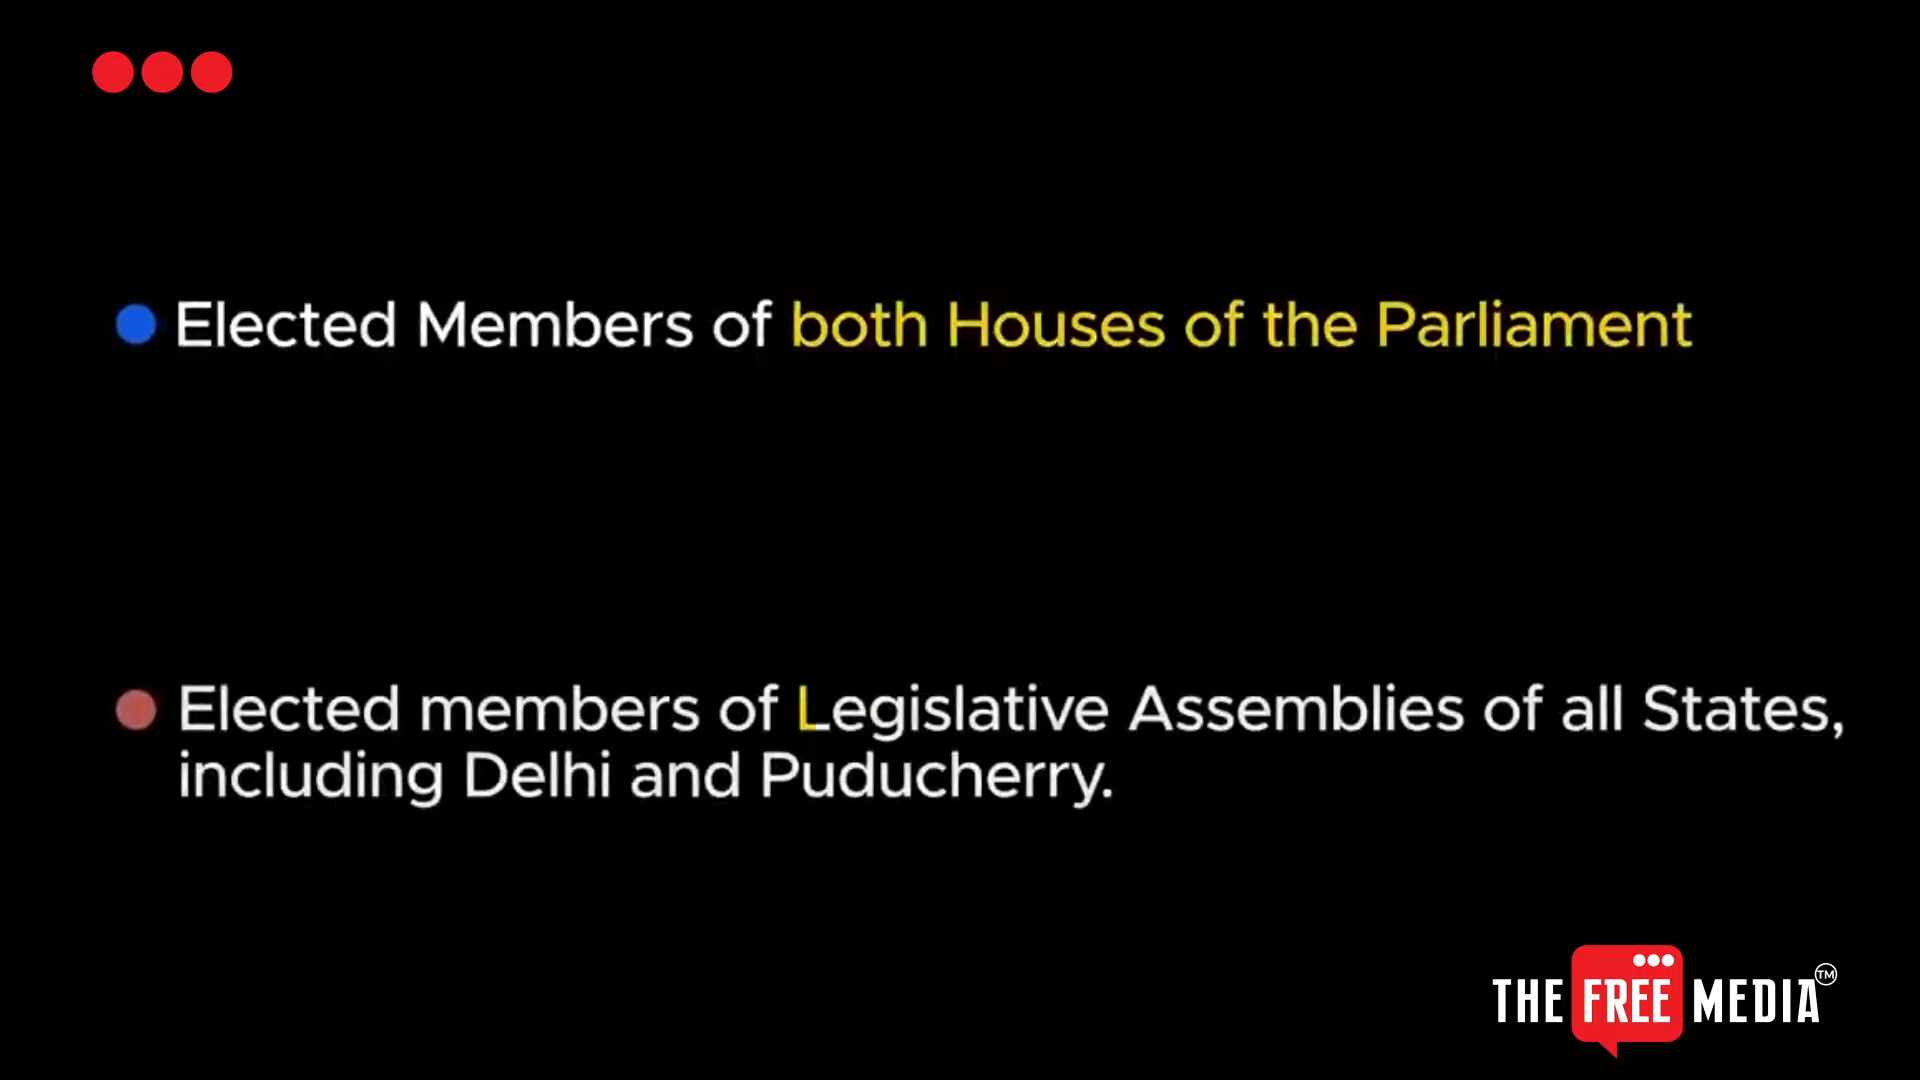 Elected Members of both Houses of the Parliament
Elected members of Legislative Assemblies of all States,
including Delhi and Puducherry.
THE FREE MEDIA TM